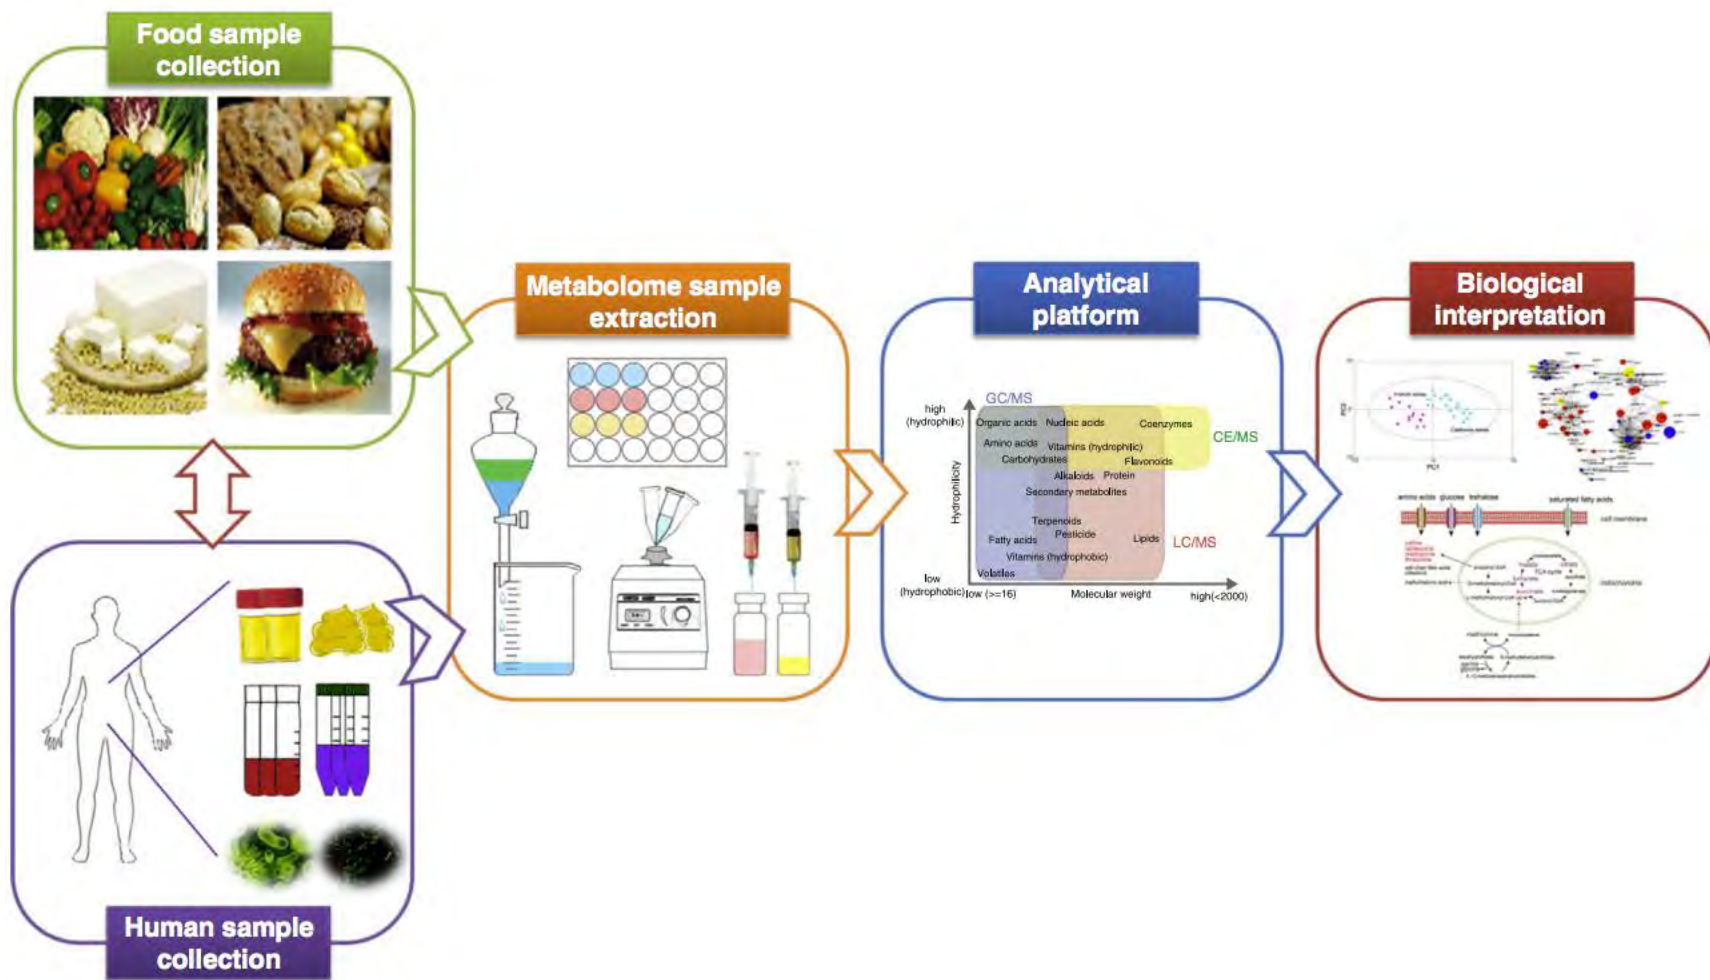 Food sample
collection
Metabolome sample
extraction
Analytical
platform
Biological
interpretation
Human sample
collection
GC/MS
high
(hydrophilic)
Organic acids
Nucleic acids
Coenzymes
CE/MS
Amino acids
Vitamins (hydrophilic)
Carbohydrates
Flavonoids
Alkaloids
Protein
Secondary metabolites
Hydrophilicity
Terpenoids
Fatty acids
Pesticide
Lipids
LC/MS
Vitamins (hydrophobic)
Volatiles
low
(hydrophobic)
low (>=16)
Molecular weight
high(<2000)
PC2
PC1
amino acids
glucose
trehalose
saturated fatty acids
cell membrane
mitochondria
TCA cycle
methionine